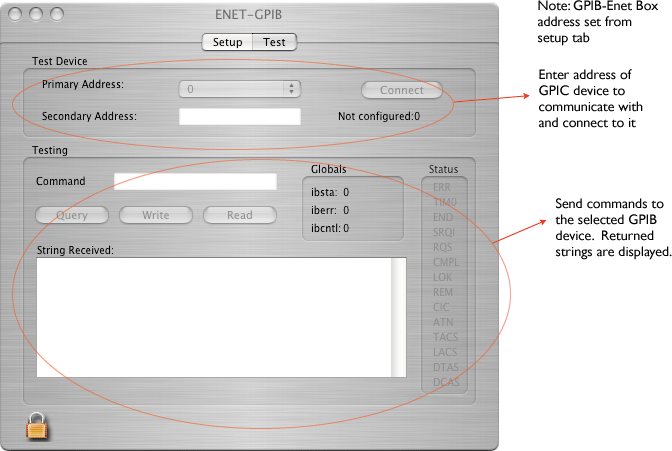 ENET-GPIB
Setup Test
Test Device
Primary Address: 0 Connect
Secondary Address: Not configured:0
Testing
Command
Query Write Read
Globals
ibsta: 0
iberr: 0
ibcntl: 0
Status
ERR
TIMO
END
SRQI
RQS
CMPL
LOK
REM
CIC
ATN
TACS
LACS
DTAS
DCAS
String Received:
Note: GPIB-Enet Box
address set from
setup tab
Enter address of
GPIC device to
communicate with
and connect to it
Send commands to
the selected GPIB
device. Returned
strings are displayed.